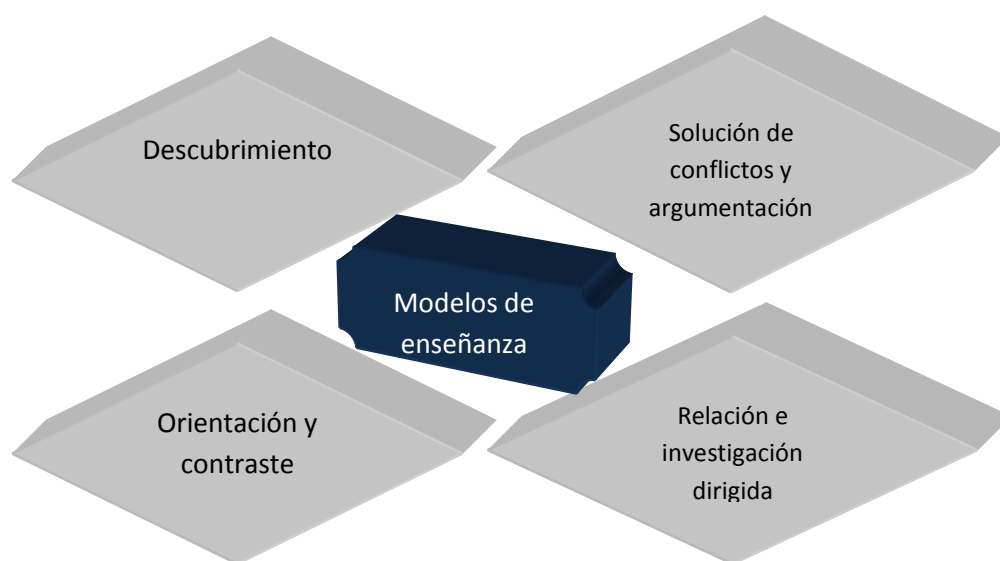 Descubrimiento
Solución de
conflictos y
argumentación
Modelos de
enseñanza
Orientación y
contraste
Relación e
investigación
dirigida